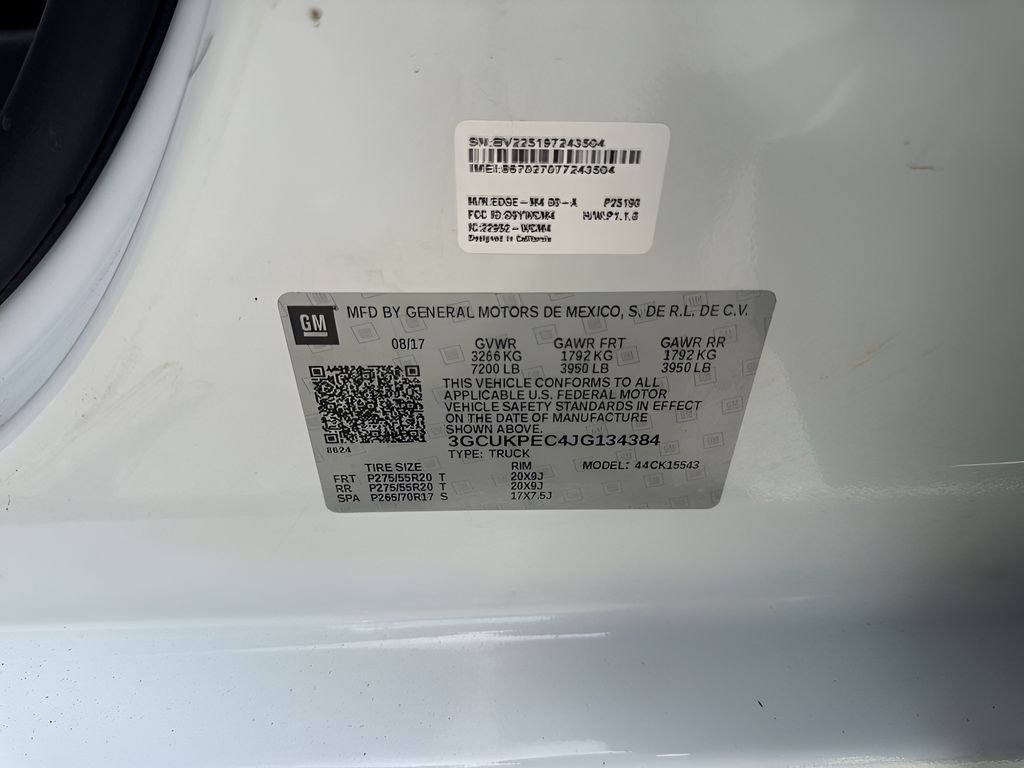 SN:BV225197243504
P25190
Designed in California
GM
MFD BY GENERAL MOTORS DE MEXICO, S. DE R.L. DE C.V.
08/17 GVWR GAWR FRT GAWR RR
3266 KG 1792 KG 1792 KG
7200 LB 3950 LB 3950 LB
THIS VEHICLE CONFORMS TO ALL
APPLICABLE U.S. FEDERAL MOTOR
VEHICLE SAFETY STANDARDS IN EFFECT
ON THE DATE OF MANUFACTURE
SHOWN ABOVE.
3GCUKPEC4JG134384
8624
TYPE: TRUCK
TIRE SIZE RIM MODEL: 44CK15543
FRT P275/55R20 T 20X9J
RR P275/55R20 T 20X9J
SPA P265/70R17 S 17X7.5J